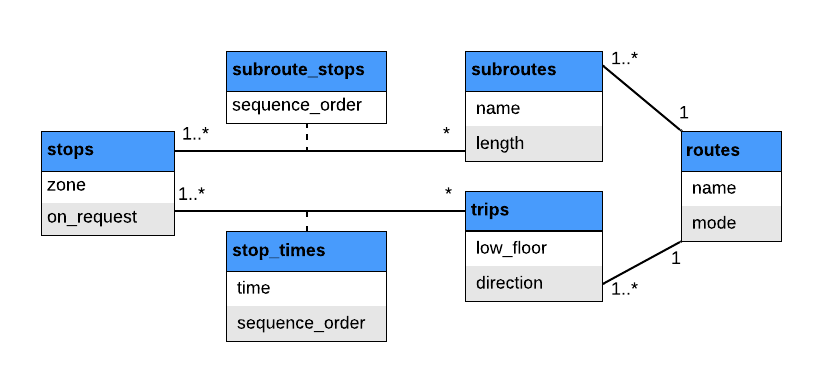 subroute_stops
sequence_order
subroutes
name
length
1..*
1
stops
zone
on_request
1..*
*
1..*
*
routes
name
mode
trips
low_floor
direction
1
1..*
stop_times
time
sequence_order